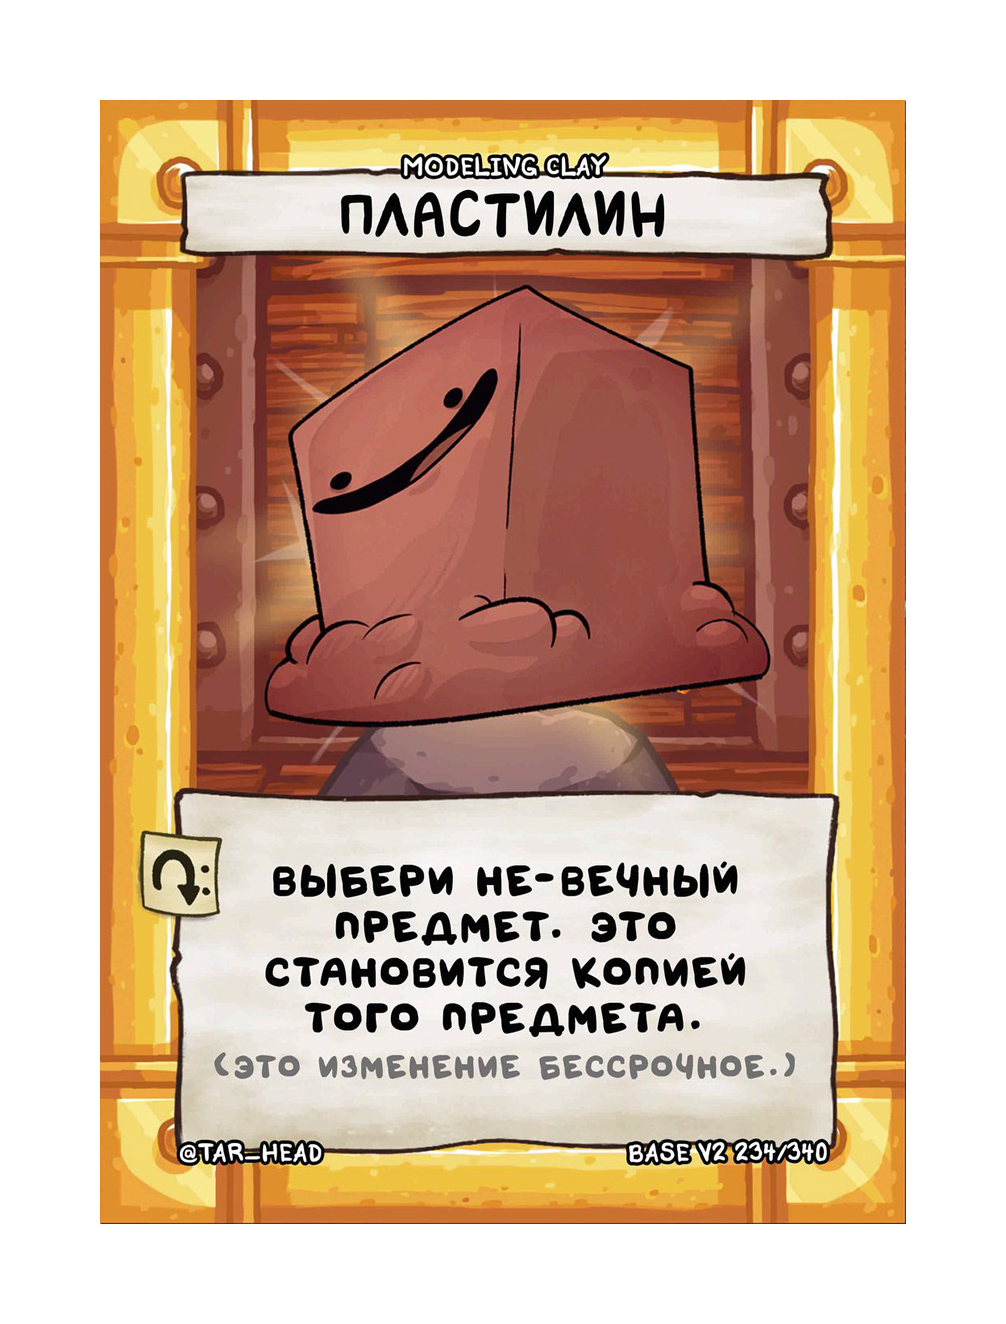 MODELING CLAY
ПЛАСТИЛИН
ВЫБЕРИ НЕ-ВЕЧНЫЙ
ПРЕДМЕТ. ЭТО
СТАНОВИТСЯ КОПИЕЙ
ТОГО ПРЕДМЕТА.
(ЭТО ИЗМЕНЕНИЕ БЕССРОЧНОЕ.)
@TAR_HEAD
BASE V2 234/340